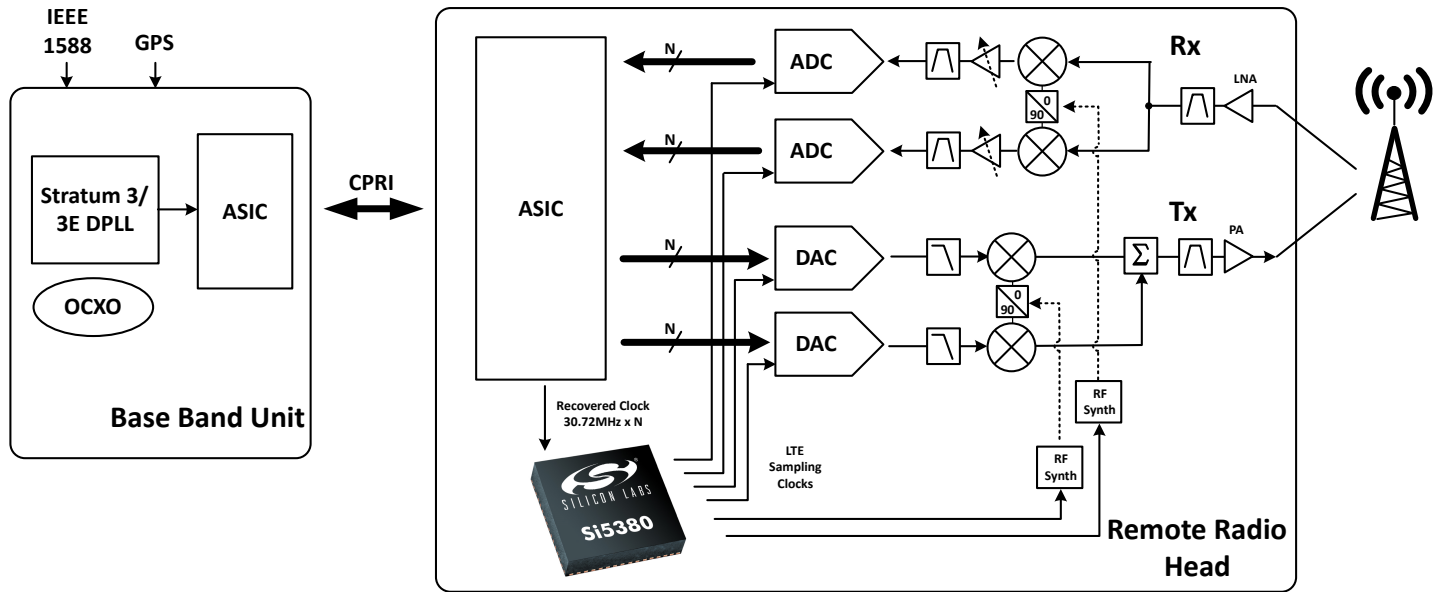 IEEE
1588
GPS
Stratum 3/
3E DPLL
ASIC
OCXO
Base Band Unit
CPRI
ASIC
N
ADC
N
ADC
N
DAC
N
DAC
0
90
0
90
Rx
LNA
Tx
PA
Σ
RF
Synth
RF
Synth
Recovered Clock
30.72MHz x N
LTE
Sampling
Clocks
SILICON LABS
®
Si5380
Remote Radio
Head